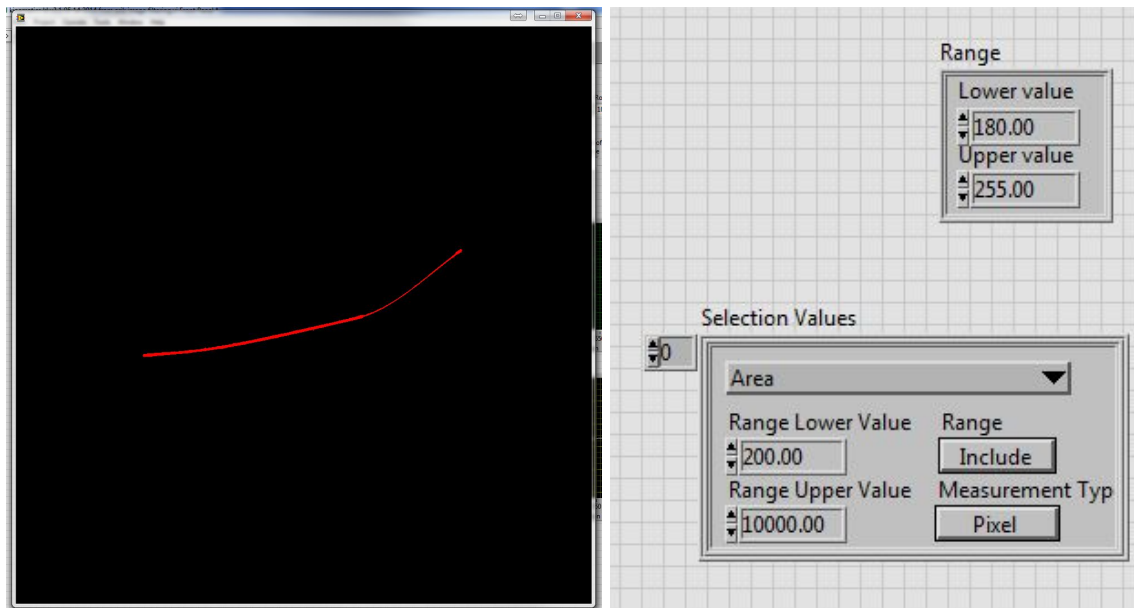 Range
Lower value
180.00
Upper value
255.00
Selection Values
0
Area
Range Lower Value
Range
200.00
Include
Range Upper Value
Measurement Typ
10000.00
Pixel